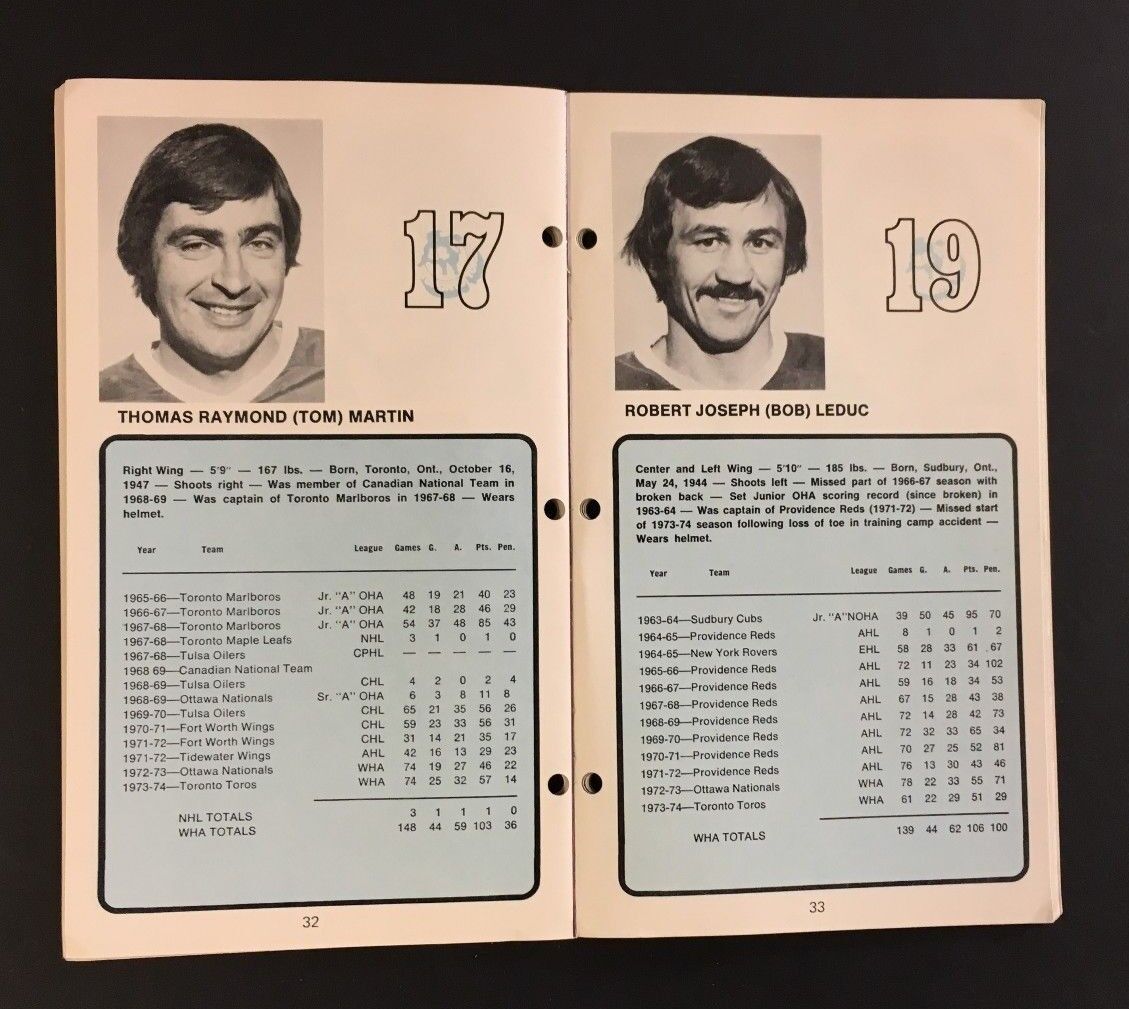 17
THOMAS RAYMOND (TOM) MARTIN
Right Wing — 5'9" — 167 lbs. — Born, Toronto, Ont., October 16,
1947 — Shoots right — Was member of Canadian National Team in
1968-69 — Was captain of Toronto Marlboros in 1967-68 — Wears
helmet.
Year Team League Games G. A. Pts. Pen.
1965-66—Toronto Marlboros Jr. "A" OHA 48 19 21 40 23
1966-67—Toronto Marlboros Jr. "A" OHA 42 18 28 46 29
1967-68—Toronto Marlboros Jr. "A" OHA 54 37 48 85 43
1967-68—Toronto Maple Leafs NHL 3 1 0 1 0
1967-68—Tulsa Oilers CPHL — — — — —
1968 69—Canadian National Team
1968-69—Tulsa Oilers CHL 4 2 0 2 4
1968-69—Ottawa Nationals Sr. "A" OHA 6 3 8 11 8
1969-70—Tulsa Oilers CHL 65 21 35 56 26
1970-71—Fort Worth Wings CHL 59 23 33 56 31
1971-72—Fort Worth Wings CHL 31 14 21 35 17
1971-72—Tidewater Wings AHL 42 16 13 29 23
1972-73—Ottawa Nationals WHA 74 19 27 46 22
1973-74—Toronto Toros WHA 74 25 32 57 14
NHL TOTALS 3 1 1 1 0
WHA TOTALS 148 44 59 103 36
32
19
ROBERT JOSEPH (BOB) LEDUC
Center and Left Wing — 5'10" — 185 lbs. — Born, Sudbury, Ont.,
May 24, 1944 — Shoots left — Missed part of 1966-67 season with
broken back — Set Junior OHA scoring record (since broken) in
1963-64 — Was captain of Providence Reds (1971-72) — Missed start
of 1973-74 season following loss of toe in training camp accident —
Wears helmet.
Year Team League Games G. A. Pts. Pen.
1963-64—Sudbury Cubs Jr. "A"NOHA 39 50 45 95 70
1964-65—Providence Reds AHL 8 1 0 1 2
1964-65—New York Rovers EHL 58 28 33 61 .67
1965-66—Providence Reds AHL 72 11 23 34 102
1966-67—Providence Reds AHL 59 16 18 34 53
1967-68—Providence Reds AHL 67 15 28 43 38
1968-69—Providence Reds AHL 72 14 28 42 73
1969-70—Providence Reds AHL 72 32 33 65 34
1970-71—Providence Reds AHL 70 27 25 52 81
1971-72—Providence Reds AHL 76 13 30 43 46
1972-73—Ottawa Nationals WHA 78 22 33 55 71
1973-74—Toronto Toros WHA 61 22 29 51 29
WHA TOTALS 139 44 62 106 100
33